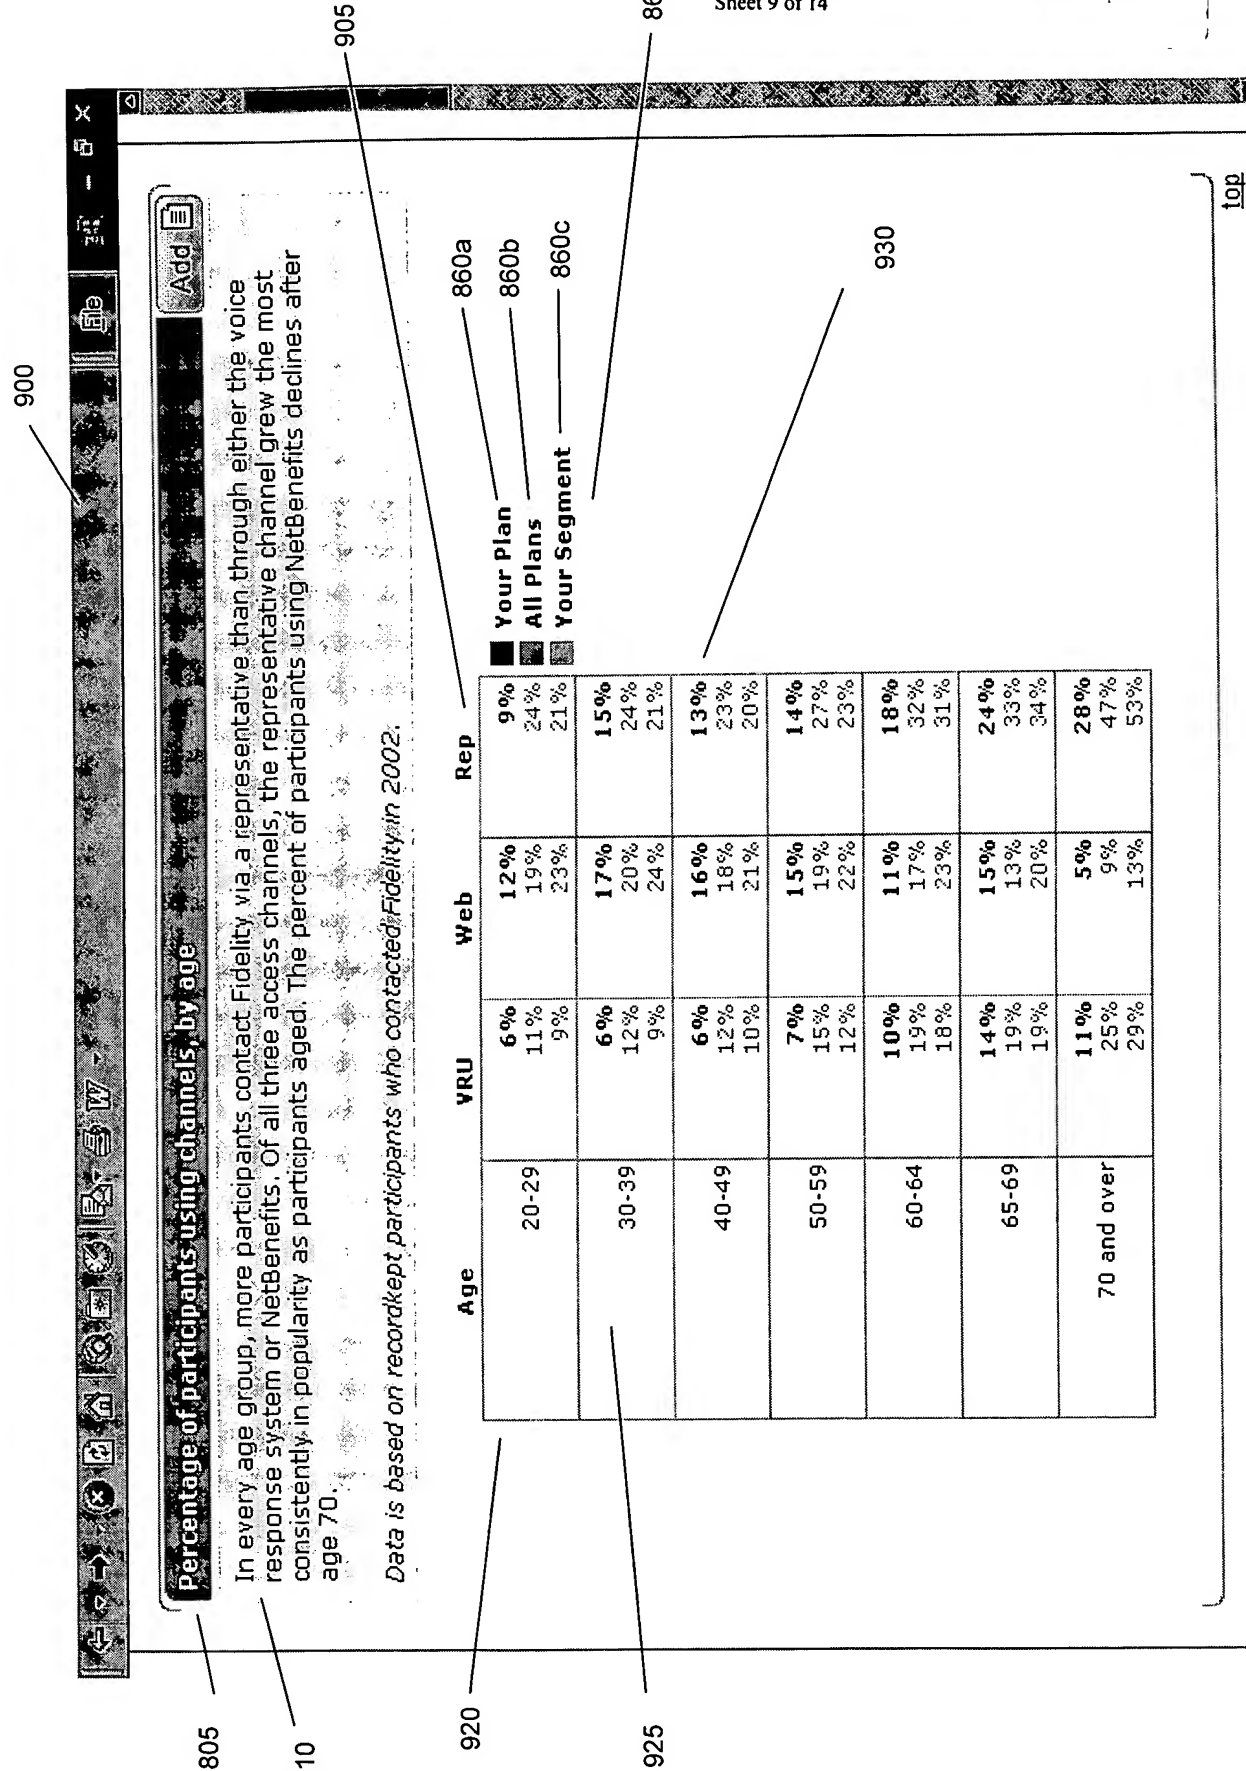 Sheet 9 of 14
900
File
805
Percentage of participants using channels by age
Add
10
In every age group, more participants contact Fidelity via a representative than through either the voice
response system or NetBenefits. Of all three access channels, the representative channel grew the most
consistently in popularity as participants aged. The percent of participants using NetBenefits declines after
age 70.
Data is based on recordkept participants who contacted Fidelity in 2002.
905
920
Age VRU Web Rep
20-29 6% 12% 9%
11% 19% 24%
9% 23% 21%
30-39 6% 17% 15%
12% 20% 24%
9% 24% 21%
40-49 6% 16% 13%
12% 18% 23%
10% 21% 20%
50-59 7% 15% 14%
15% 19% 27%
12% 22% 23%
60-64 10% 11% 18%
19% 17% 32%
18% 23% 31%
65-69 14% 15% 24%
19% 13% 33%
19% 20% 34%
70 and over 11% 5% 28%
25% 9% 47%
29% 13% 53%
Your Plan 860a
All Plans 860b
Your Segment 860c
86
925
930
top